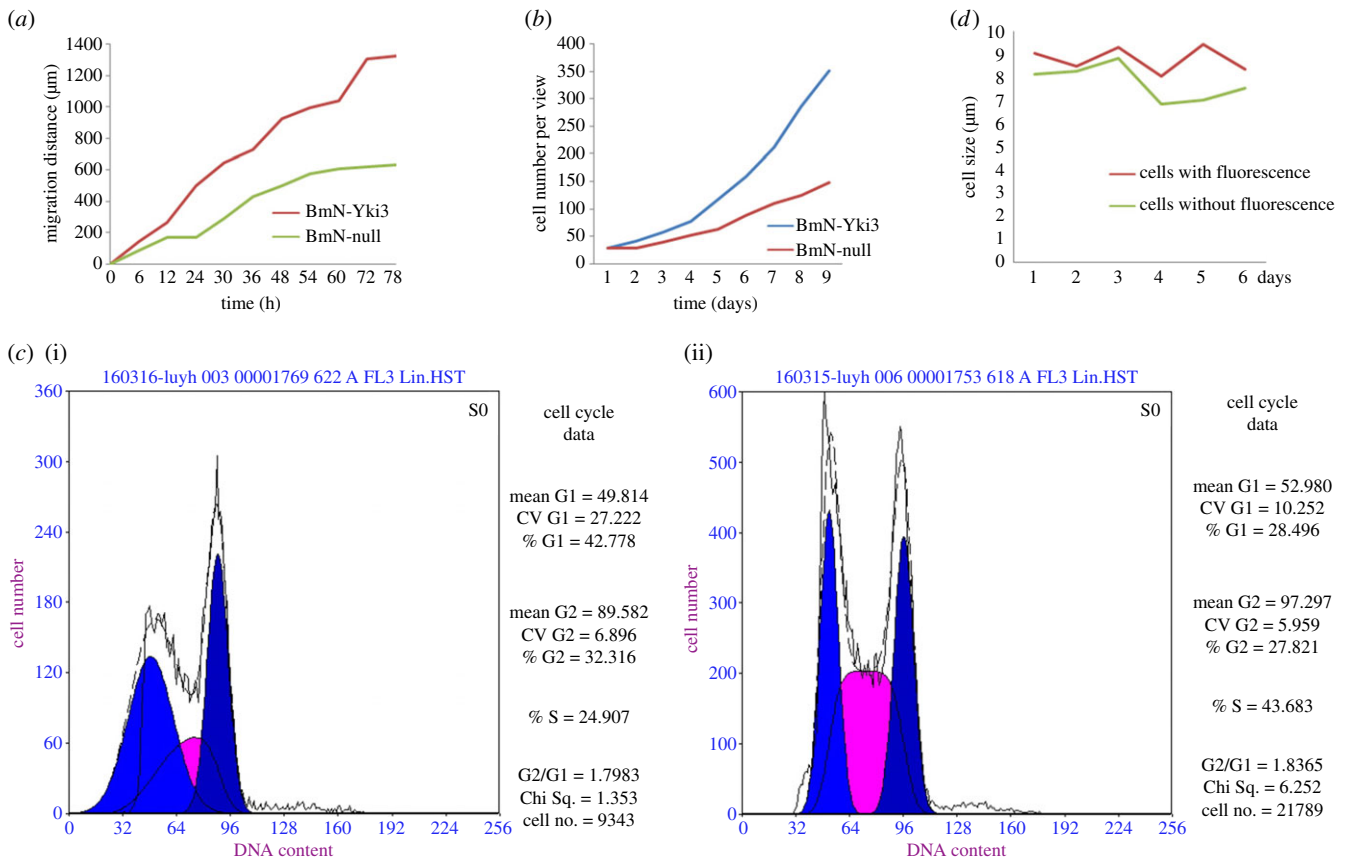 (a)
1400
1200
1000
800
600
400
200
0
migration distance (µm)
BmN-Yki3
BmN-null
0 6 12 24 30 36 48 54 60 72 78
time (h)
(b)
400
350
300
250
200
150
100
50
0
cell number per view
BmN-Yki3
BmN-null
1 2 3 4 5 6 7 8 9
time (days)
(d)
10
9
8
7
6
5
4
3
2
1
0
cell size (µm)
cells with fluorescence
cells without fluorescence
1 2 3 4 5 6 days
(c) (i)
160316-luyh 003 00001769 622 A FL3 Lin.HST
360
300
240
180
120
60
0
cell number
S0
0 32 64 96 128 160 192 224 256
DNA content
cell cycle
data
mean G1 = 49.814
CV G1 = 27.222
% G1 = 42.778
mean G2 = 89.582
CV G2 = 6.896
% G2 = 32.316
% S = 24.907
G2/G1 = 1.7983
Chi Sq. = 1.353
cell no. = 9343
(ii)
160315-luyh 006 00001753 618 A FL3 Lin.HST
600
500
400
300
200
100
0
cell number
S0
0 32 64 96 128 160 192 224 256
DNA content
cell cycle
data
mean G1 = 52.980
CV G1 = 10.252
% G1 = 28.496
mean G2 = 97.297
CV G2 = 5.959
% G2 = 27.821
% S = 43.683
G2/G1 = 1.8365
Chi Sq. = 6.252
cell no. = 21789